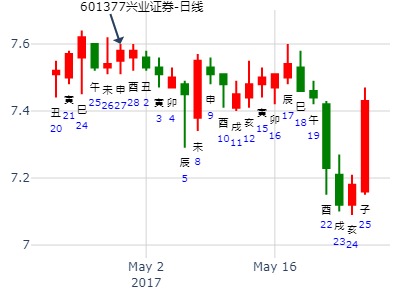 601377兴业证券-日线
7.6
7.4
7.2
7
丑
20
寅
21
巳
24
午
25
未
26
申
27
酉
28
丑
2
寅
3
卯
4
辰
5
未
8
申
9
酉
10
戌
11
亥
12
寅
15
卯
16
辰
17
巳
18
午
19
酉
22
戌
23
亥
24
子
25
May 2
2017
May 16